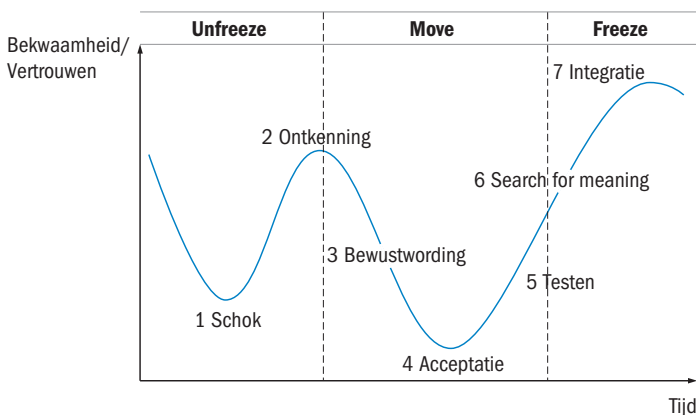 Unfreeze Move Freeze
Bekwaamheid/
Vertrouwen
7 Integratie
2 Ontkenning
6 Search for meaning
3 Bewustwording
5 Testen
1 Schok
4 Acceptatie
Tijd